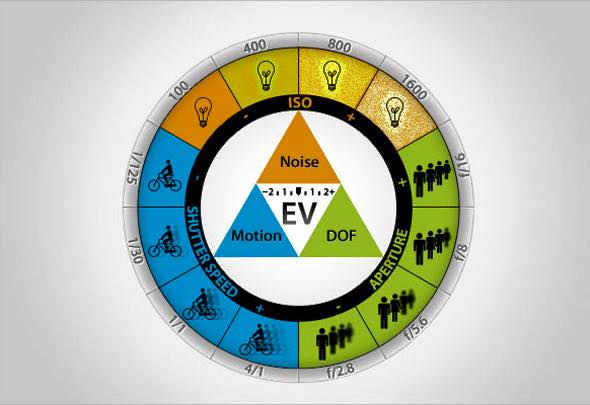 400
800
100
1600
ISO
-
+
1/125
f/16
Noise
-
+
-2 1 1 2+
EV
1/30
f/8
Motion
DOF
SHUTTER SPEED
APERTURE
+
-
1/1
f/5.6
4/1
f/2.8